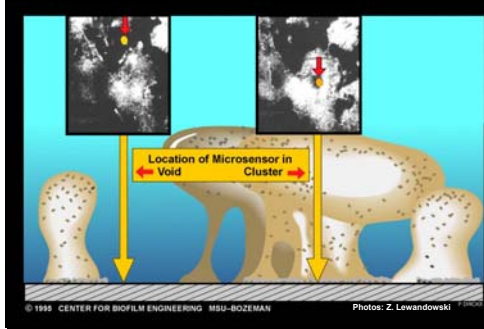 Location of Microsensor in
Void Cluster
© 1995 CENTER FOR BIOFILM ENGINEERING MSU-BOZEMAN
Photos: Z. Lewandowski